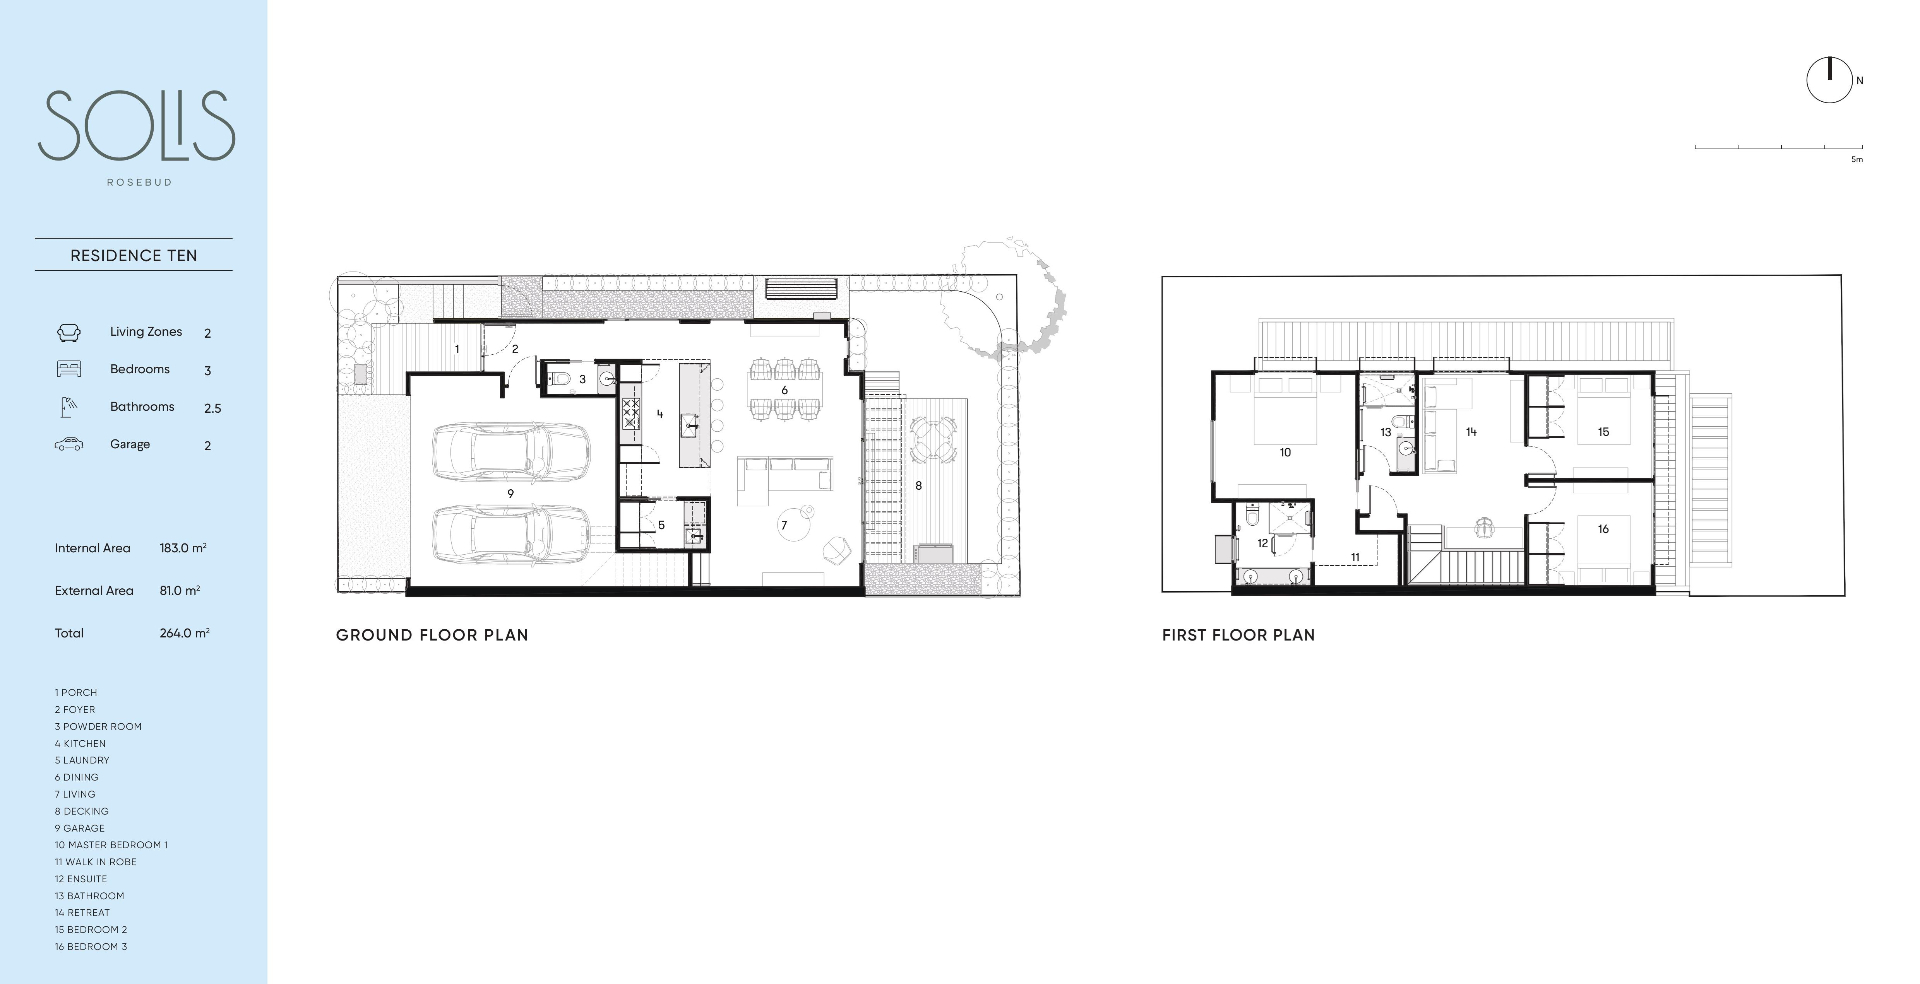 SOLIS
ROSEBUD
RESIDENCE TEN
Living Zones 2
Bedrooms 3
Bathrooms 2.5
Garage 2
Internal Area 183.0 m²
External Area 81.0 m²
Total 264.0 m²
1 PORCH
2 FOYER
3 POWDER ROOM
4 KITCHEN
5 LAUNDRY
6 DINING
7 LIVING
8 DECKING
9 GARAGE
10 MASTER BEDROOM 1
11 WALK IN ROBE
12 ENSUITE
13 BATHROOM
14 RETREAT
15 BEDROOM 2
16 BEDROOM 3
1
2
3
4
5
6
7
8
9
GROUND FLOOR PLAN
N
5m
10
11
12
13
14
15
16
FIRST FLOOR PLAN